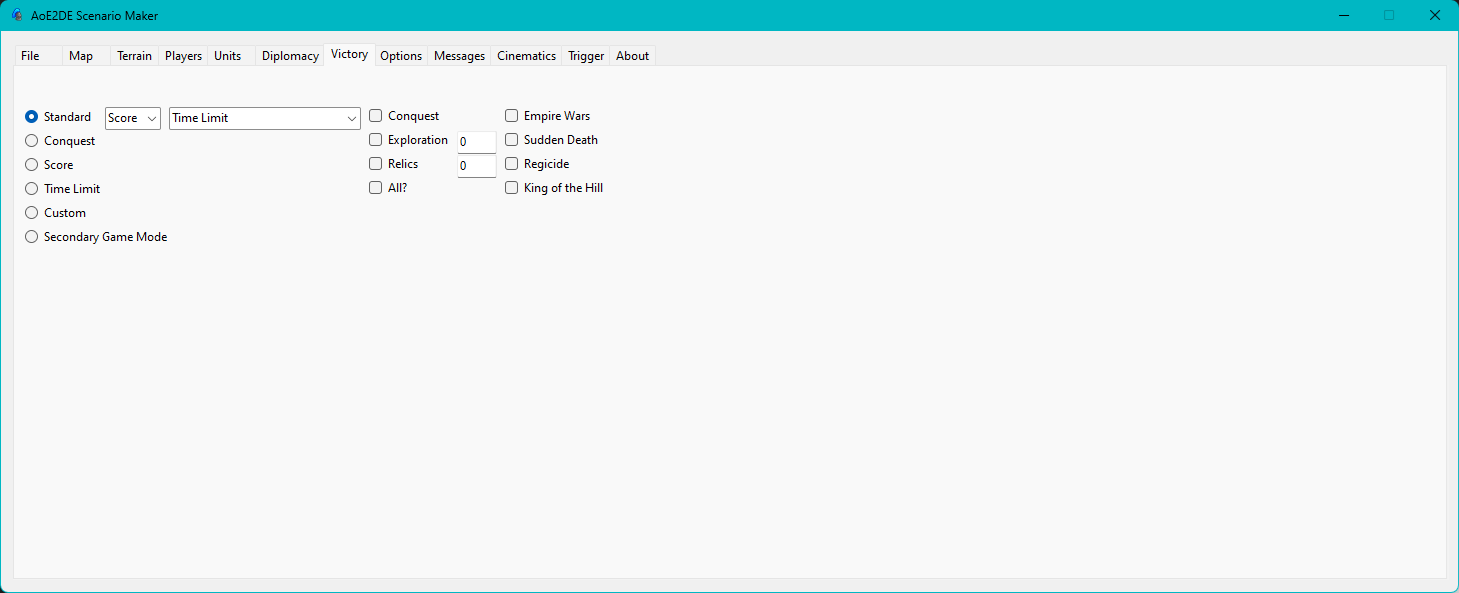 AoE2DE Scenario Maker
File Map Terrain Players Units Diplomacy Victory Options Messages Cinematics Trigger About
Standard Score Time Limit Conquest Empire Wars
Conquest Exploration 0 Sudden Death
Score Relics 0 Regicide
Time Limit All? King of the Hill
Custom
Secondary Game Mode